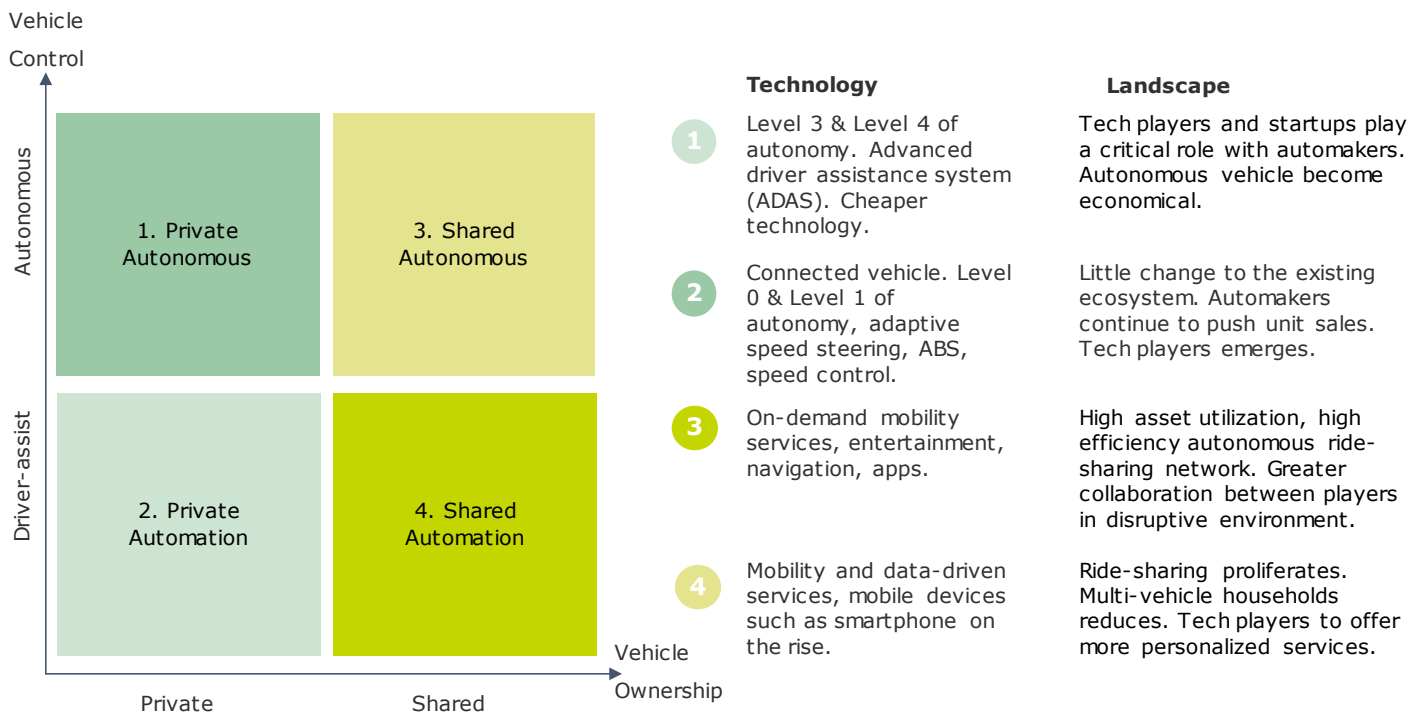 Vehicle
Control
Autonomous
Driver-assist
1. Private
Autonomous
3. Shared
Autonomous
2. Private
Automation
4. Shared
Automation
Vehicle
Ownership
Private
Shared
Technology
Landscape
1
Level 3 & Level 4 of
autonomy. Advanced
driver assistance system
(ADAS). Cheaper
technology.
Tech players and startups play
a critical role with automakers.
Autonomous vehicle become
economical.
2
Connected vehicle. Level
0 & Level 1 of
autonomy, adaptive
speed steering, ABS,
speed control.
Little change to the existing
ecosystem. Automakers
continue to push unit sales.
Tech players emerges.
3
On-demand mobility
services, entertainment,
navigation, apps.
High asset utilization, high
efficiency autonomous ride-
sharing network. Greater
collaboration between players
in disruptive environment.
4
Mobility and data-driven
services, mobile devices
such as smartphone on
the rise.
Ride-sharing proliferates.
Multi-vehicle households
reduces. Tech players to offer
more personalized services.